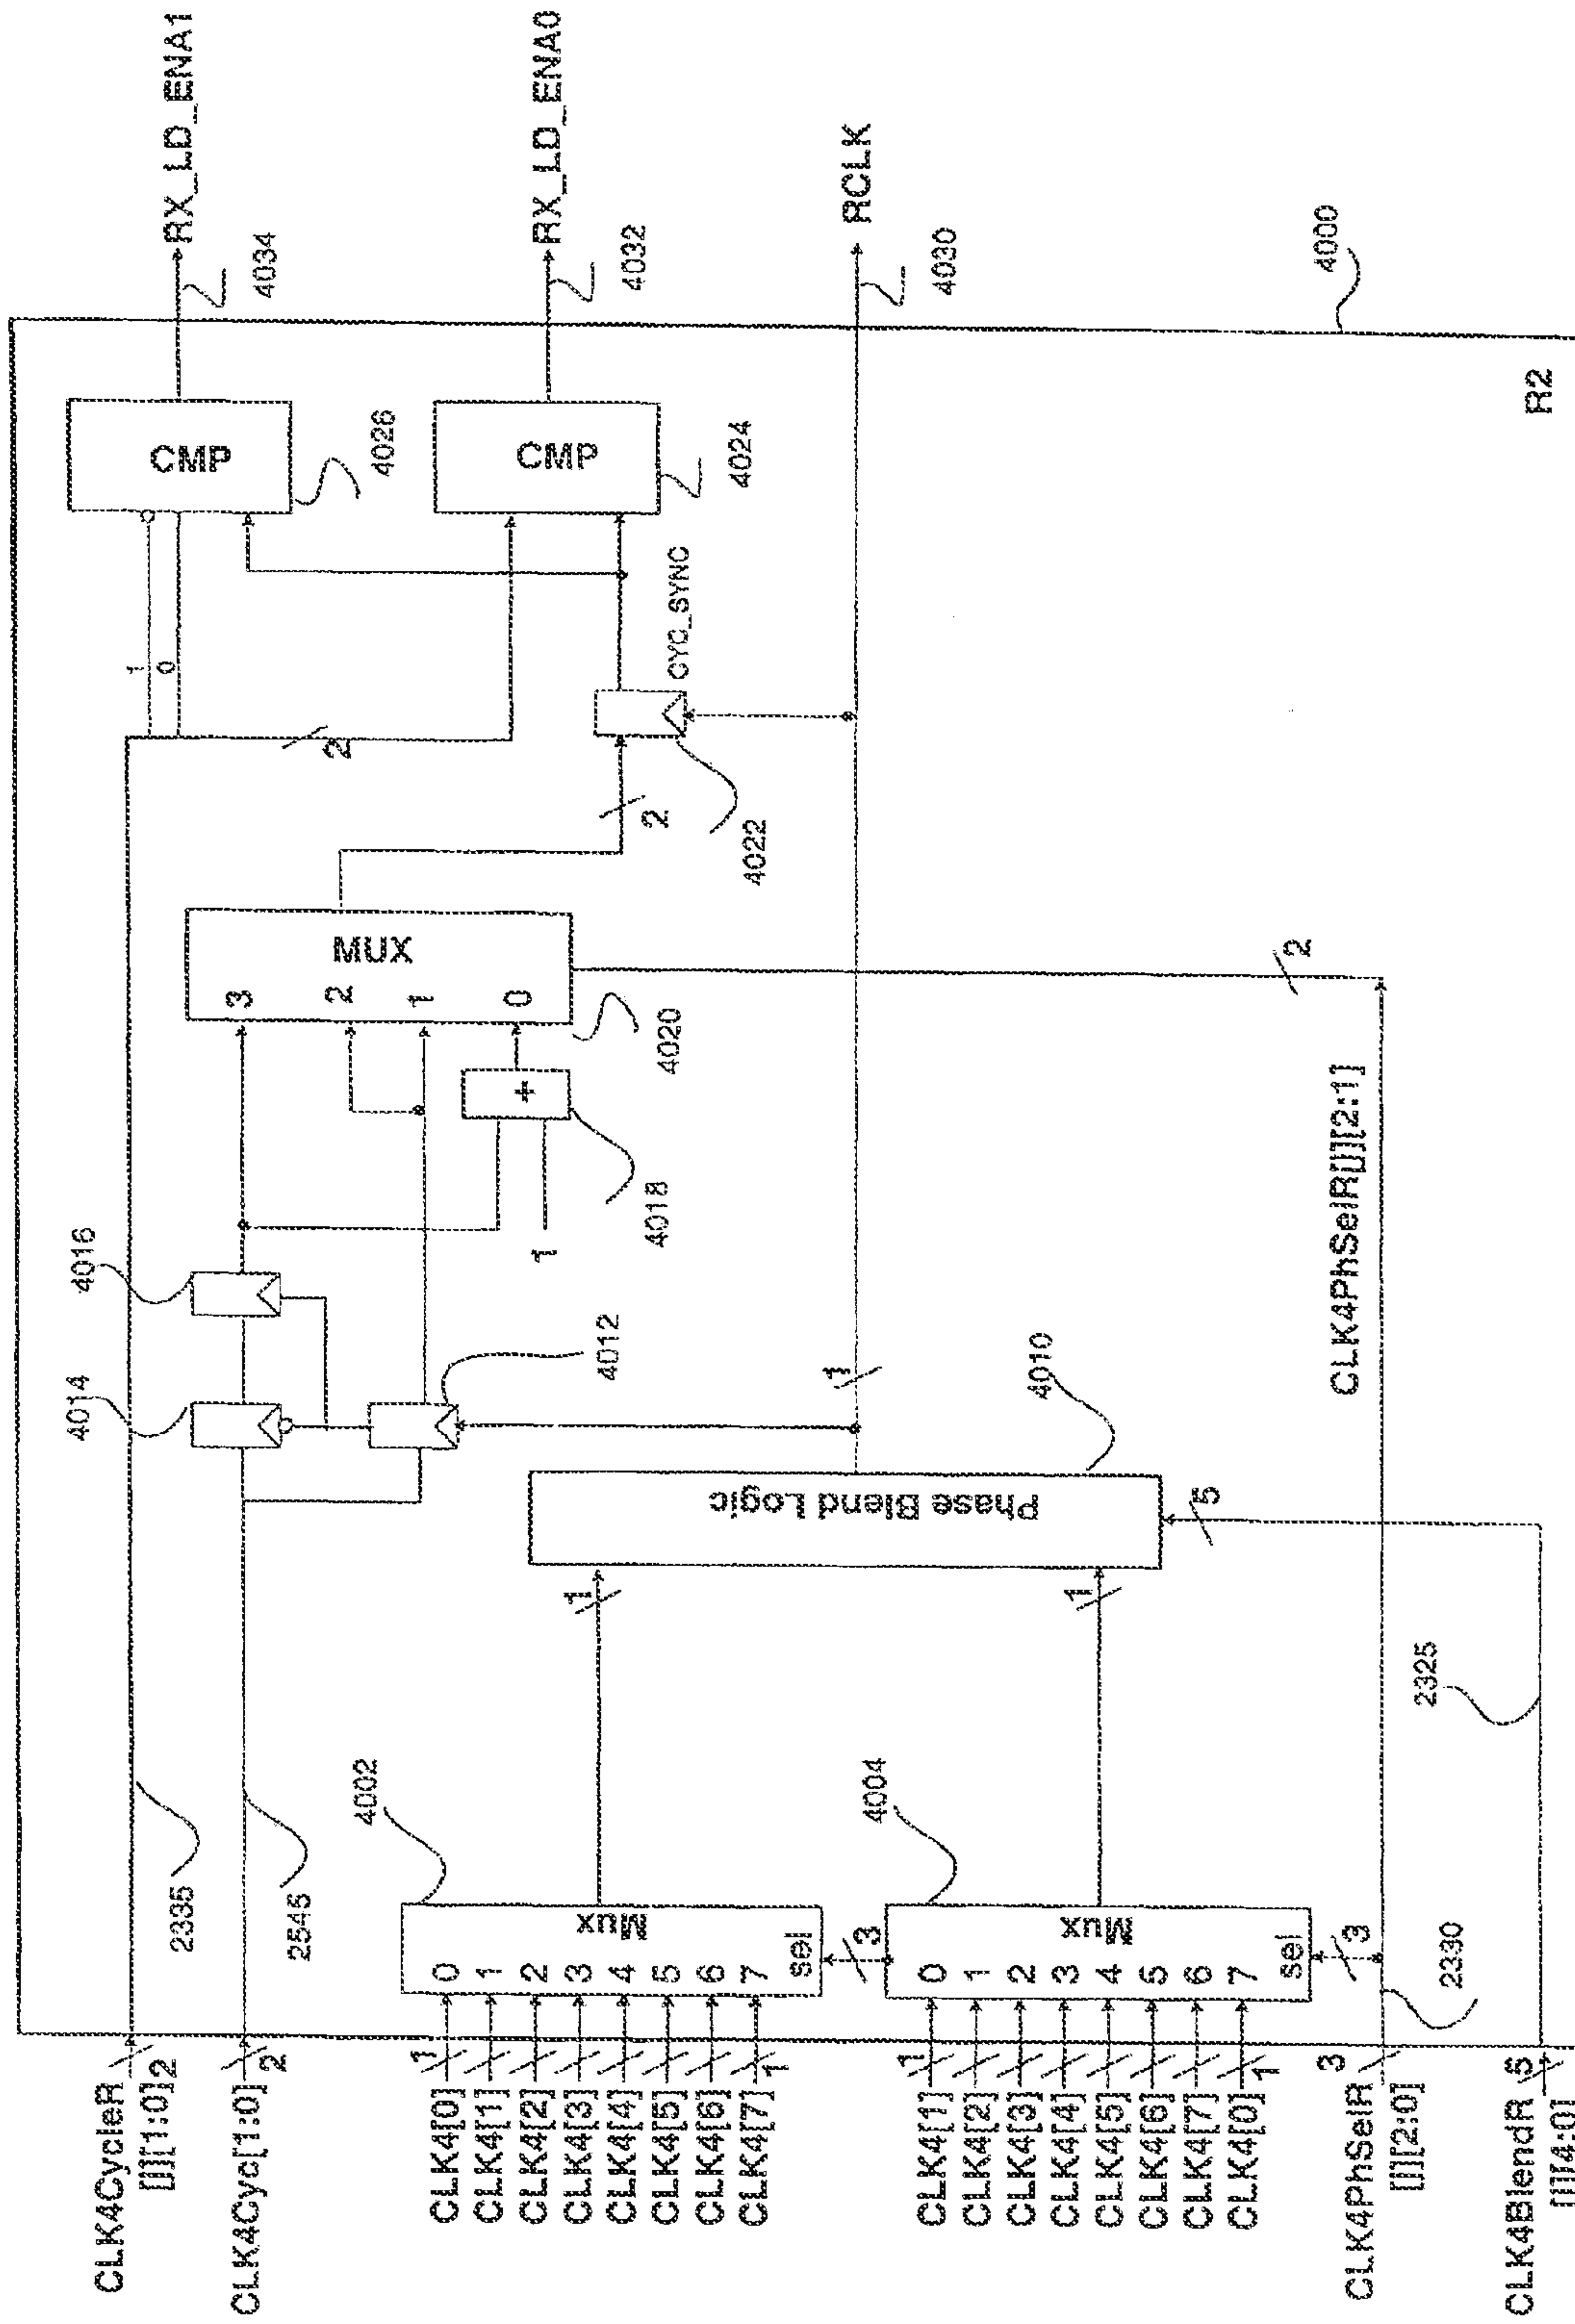 CLK4CycleR
[j][1:0]
2
CLK4Cyc[1:0]
2
2335
2545
4014
4016
4012
3
2
1
0
MUX
4020
+
1
4018
1
0
2
CMP
4026
RX_LD_ENA1
4034
CMP
4024
RX_LD_ENA0
4032
2
CYC_SYNC
4022
CLK4[0]
CLK4[1]
CLK4[2]
CLK4[3]
CLK4[4]
CLK4[5]
CLK4[6]
CLK4[7]
1
1
0
1
2
3
4
5
6
7
Mux
sel
4002
3
1
CLK4[1]
CLK4[2]
CLK4[3]
CLK4[4]
CLK4[5]
CLK4[6]
CLK4[7]
CLK4[0]
1
1
0
1
2
3
4
5
6
7
Mux
sel
4004
3
1
Phase Blend Logic
4010
5
1
RCLK
4030
CLK4PhSelR
[j][2:0]
3
2330
CLK4PhSelR[j][2:1]
2
CLK4BlendR
[j][4:0]
5
2325
R2
4000